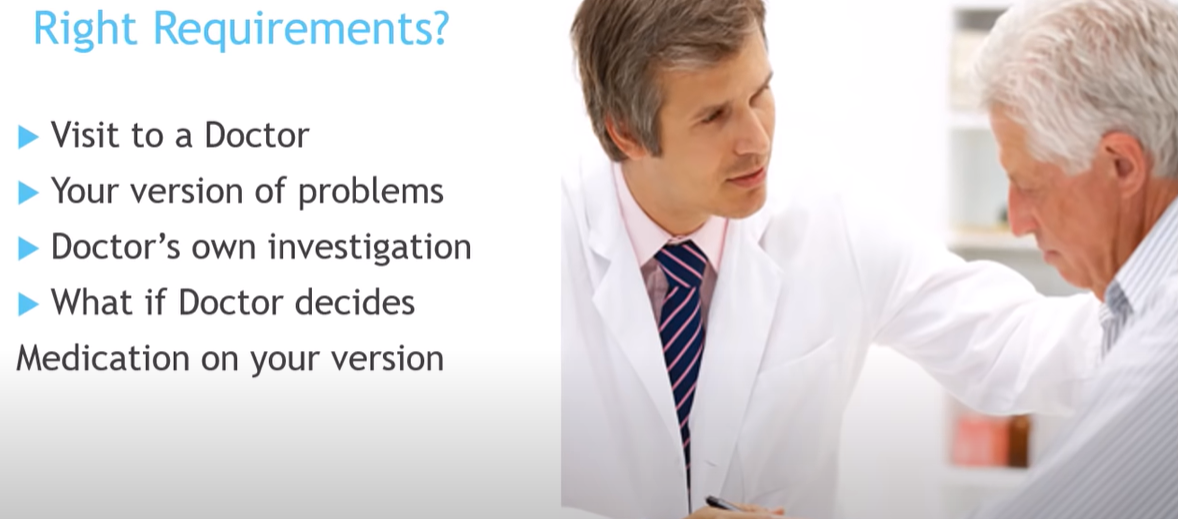 Right Requirements?
Visit to a Doctor
Your version of problems
Doctor’s own investigation
What if Doctor decides
Medication on your version